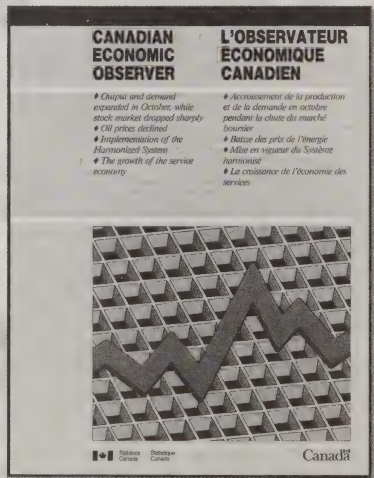 CANADIAN
ECONOMIC
OBSERVER
♦ Output and demand
expanded in October, while
stock market dropped sharply
♦ Oil prices declined
♦ Implementation of the
Harmonized System
♦ The growth of the service
economy
L'OBSERVATEUR
ÉCONOMIQUE
CANADIEN
♦ Accroissement de la production
et de la demande en octobre
pendant la chute du marché
boursier
♦ Baisse des prix de l'énergie
♦ Mise en vigueur du Système
harmonisé
♦ La croissance de l'économie des
services
Statistics
Canada
Statistique
Canada
Canada